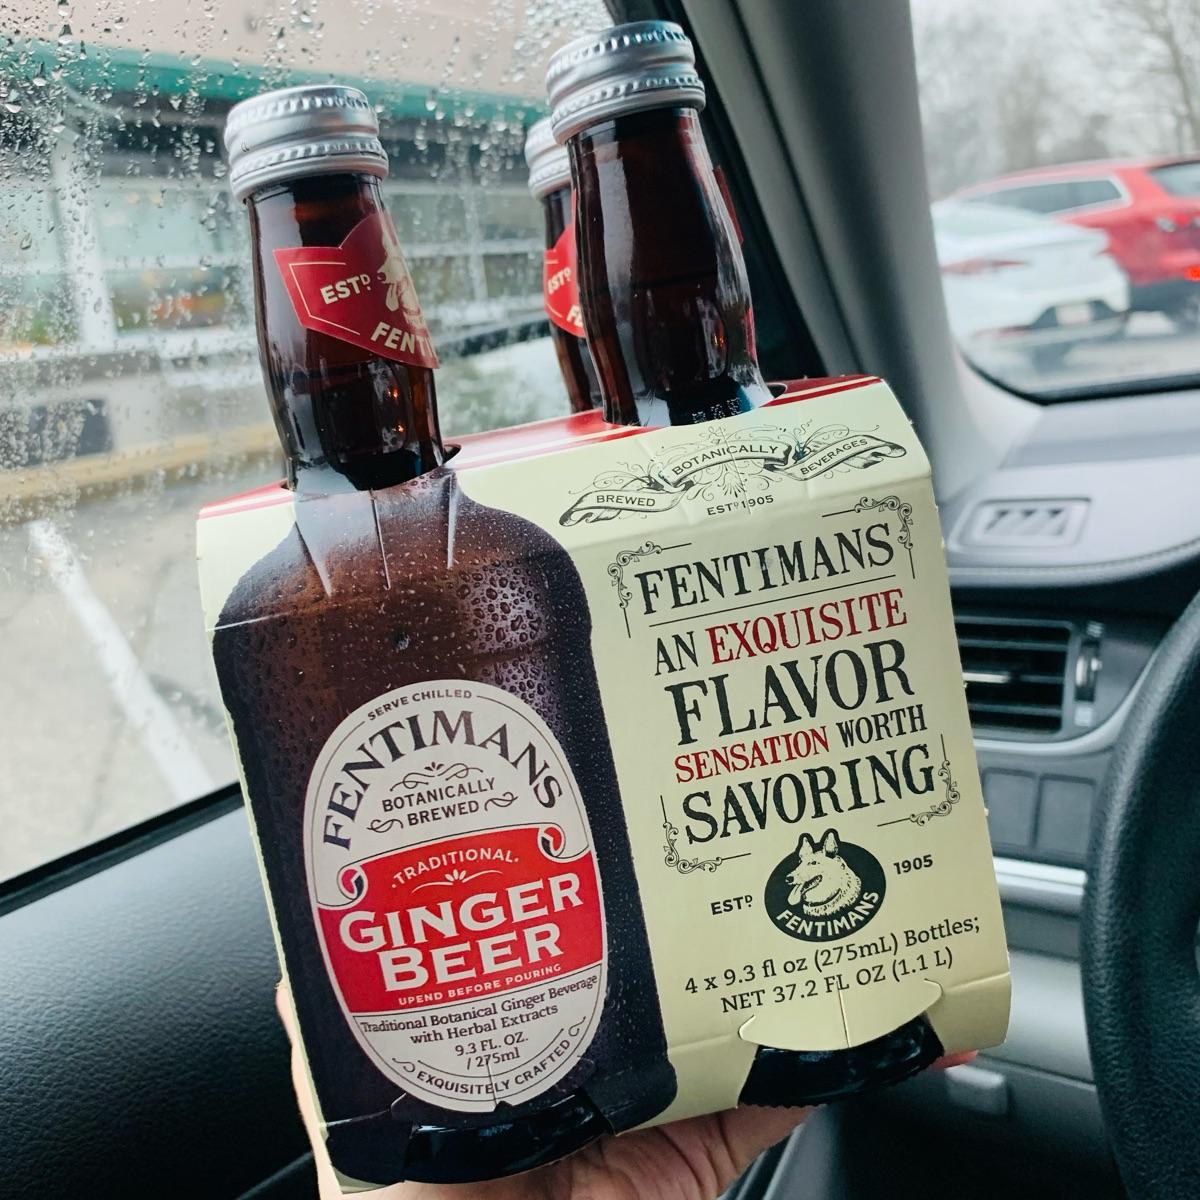 ESTD
FENTI
ESTD
BREWED BOTANICALLY BEVERAGES
ESTD 1905
FENTIMANS
AN EXQUISITE
FLAVOR
SENSATION WORTH
SAVORING
ESTD 1905
FENTIMANS
4 x 9.3 fl oz (275mL) Bottles;
NET 37.2 FL OZ (1.1 L)
SERVE CHILLED
FENTIMANS
BOTANICALLY
BREWED
·TRADITIONAL·
GINGER
BEER
UPEND BEFORE POURING
Traditional Botanical Ginger Beverage
with Herbal Extracts
9.3 FL. OZ.
/ 275ml
EXQUISITELY CRAFTED